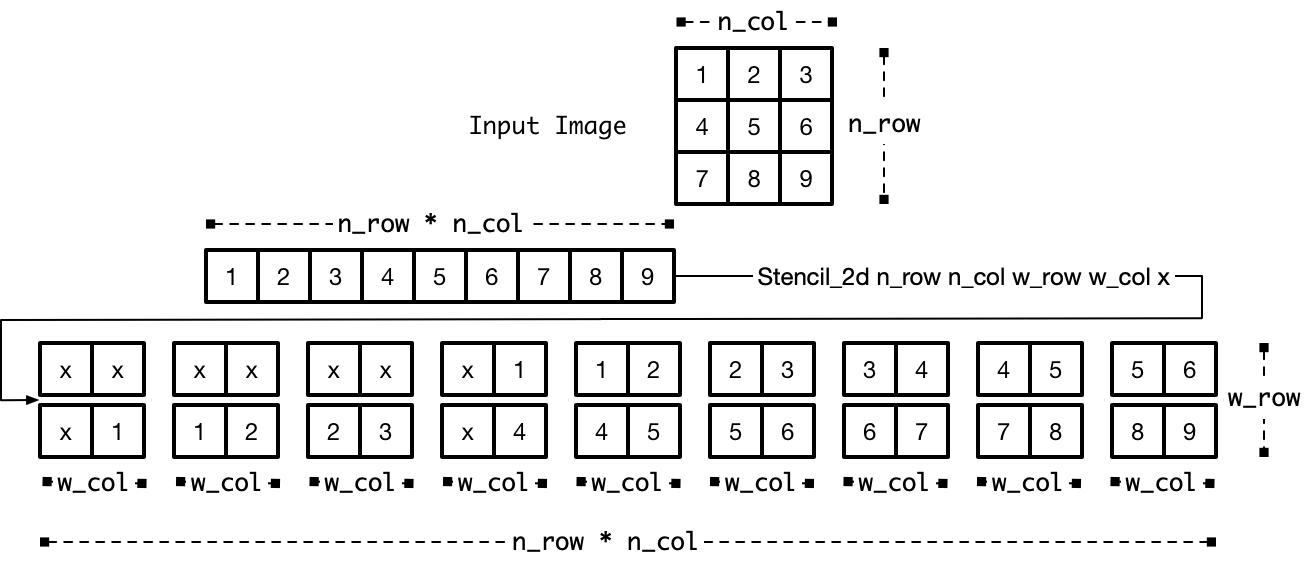 n_col
1 2 3
Input Image 4 5 6 n_row
7 8 9
n_row * n_col
1 2 3 4 5 6 7 8 9 Stencil_2d n_row n_col w_row w_col x
x x x x x x x 1 1 2 2 3 3 4 4 5 5 6
w_row
x 1 1 2 2 3 x 4 4 5 5 6 6 7 7 8 8 9
w_col w_col w_col w_col w_col w_col w_col w_col w_col
n_row * n_col